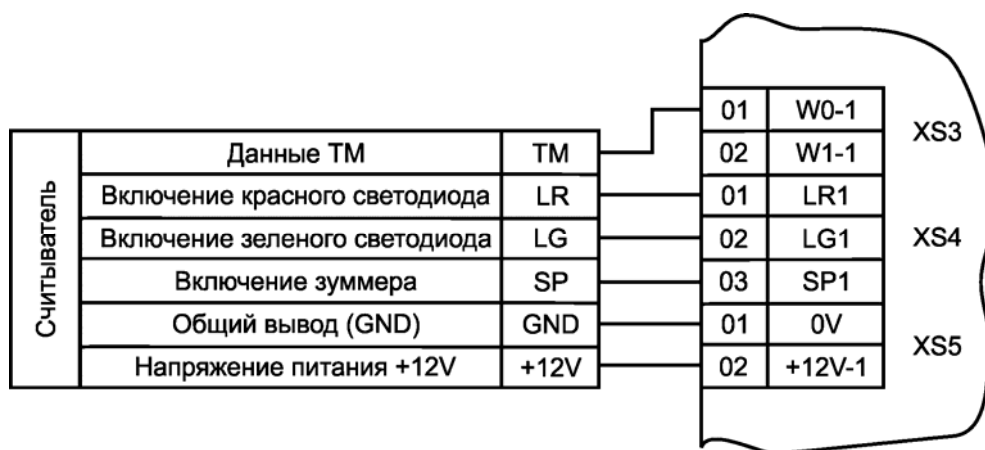 01 W0-1
XS3
Данные ТМ ТМ 02 W1-1
Считыватель
Включение красного светодиода LR 01 LR1
Включение зеленого светодиода LG 02 LG1 XS4
Включение зуммера SP 03 SP1
Общий вывод (GND) GND 01 0V
XS5
Напряжение питания +12V +12V 02 +12V-1